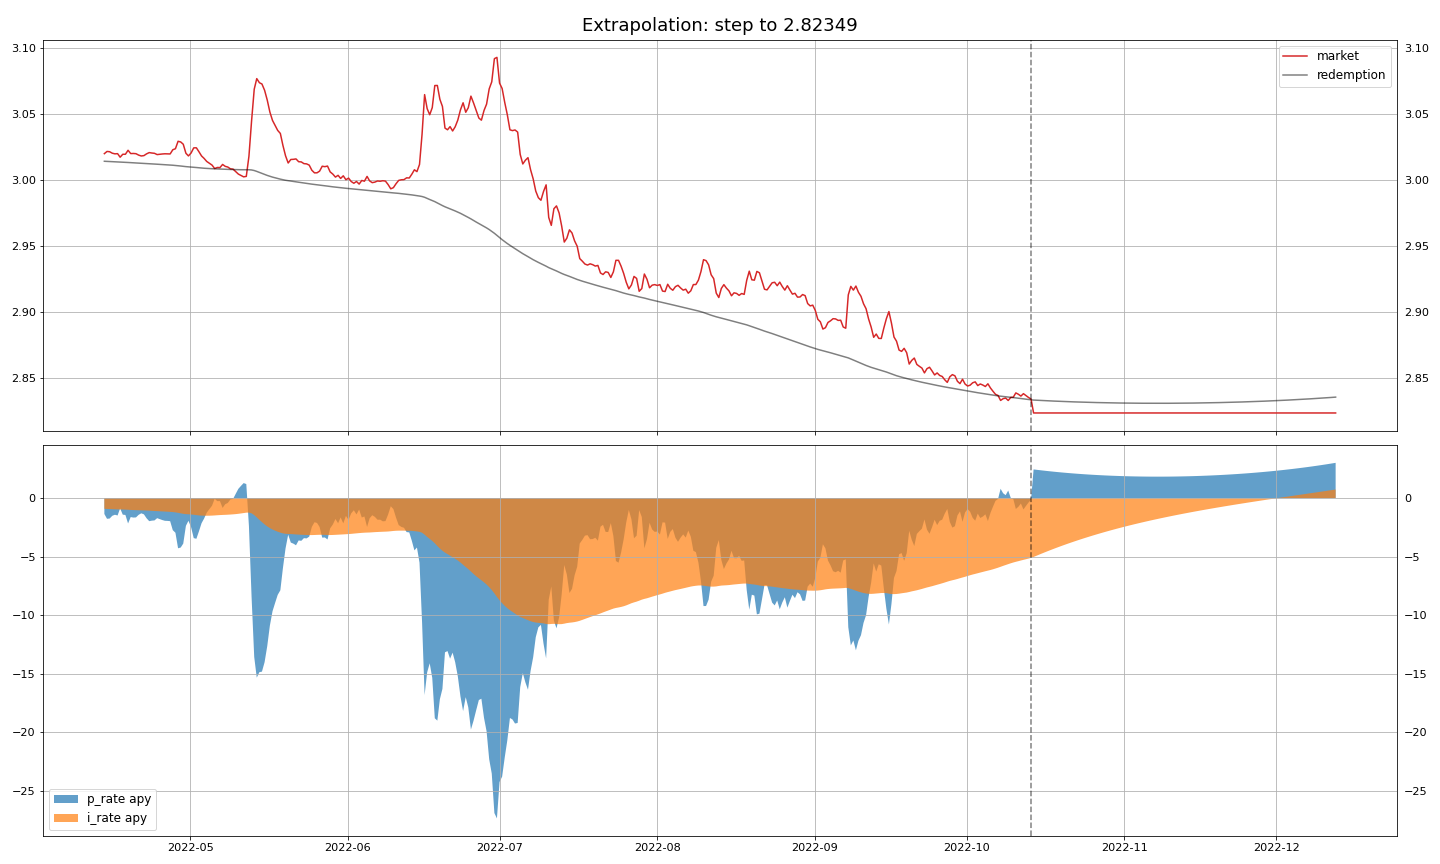 Extrapolation: step to 2.82349
3.10 3.10
market
redemption
3.05 3.05
3.00 3.00
2.95 2.95
2.90 2.90
2.85 2.85
0 0
−5 −5
−10 −10
−15 −15
−20 −20
−25 −25
p_rate apy
i_rate apy
2022-05 2022-06 2022-07 2022-08 2022-09 2022-10 2022-11 2022-12